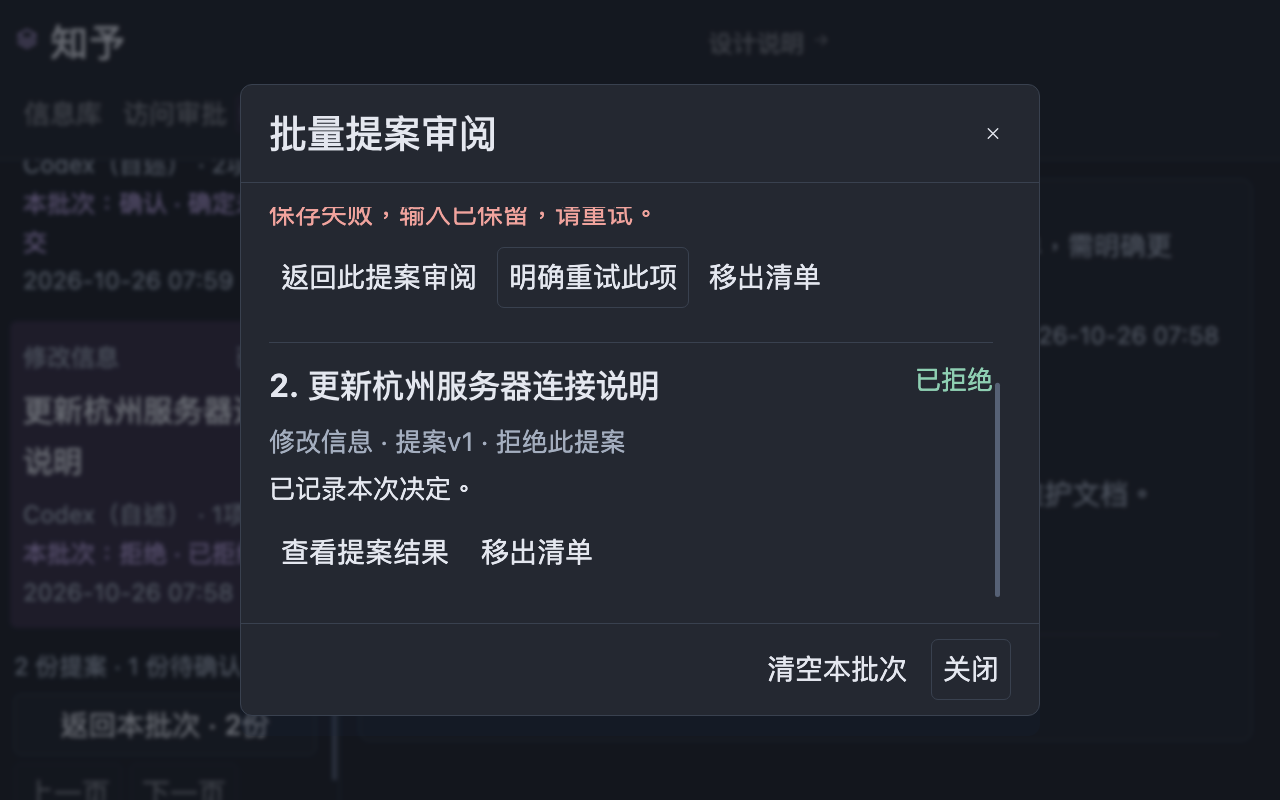 知予
设计说明
信息库 访问审批
批量提案审阅
×
Codex（自述） · 2项
本批次：确认 · 确定
交
2026-10-26 07:59
修改信息
更新杭州服务器
说明
Codex（自述） · 1项
本批次：拒绝 · 已拒
2026-10-26 07:58
2 份提案 · 1 份待确认
返回本批次 · 2份
上一页 下一页
保存失败，输入已保留，请重试。
返回此提案审阅 明确重试此项 移出清单
2. 更新杭州服务器连接说明
已拒绝
修改信息 · 提案v1 · 拒绝此提案
已记录本次决定。
查看提案结果 移出清单
清空本批次 关闭
，需明确更
26-10-26 07:58
护文档。